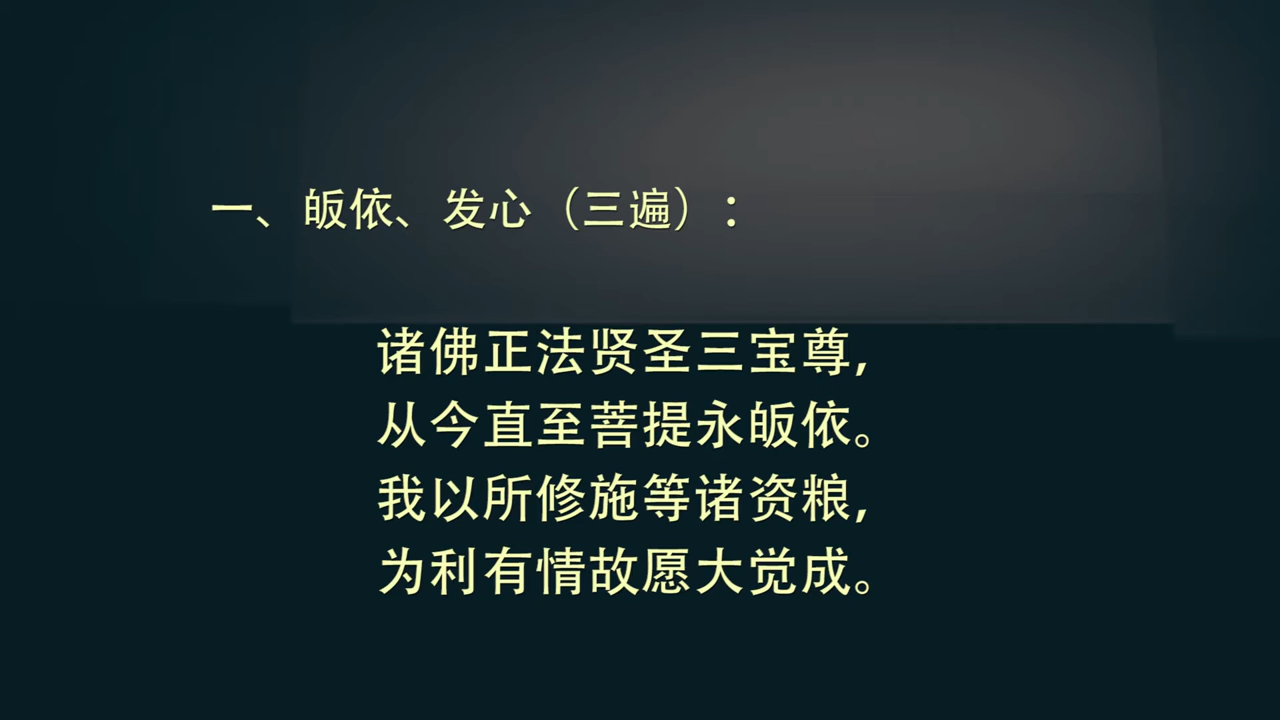 一、皈依、发心（三遍）：
诸佛正法贤圣三宝尊，
从今直至菩提永皈依。
我以所修施等诸资粮，
为利有情故愿大觉成。